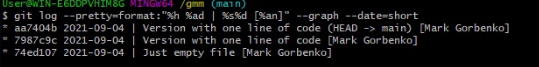 User@WIN-E6DDPVHIM8G MINGW64 /gmm (main)
$ git log --pretty=format:"%h %ad | %s%d [%an]" --graph --date=short
* aa7404b 2021-09-04 | Version with one line of code (HEAD -> main) [Mark Gorbenko]
* 7987c9c 2021-09-04 | Version with one line of code [Mark Gorbenko]
* 74ed107 2021-09-04 | Just empty file [Mark Gorbenko]